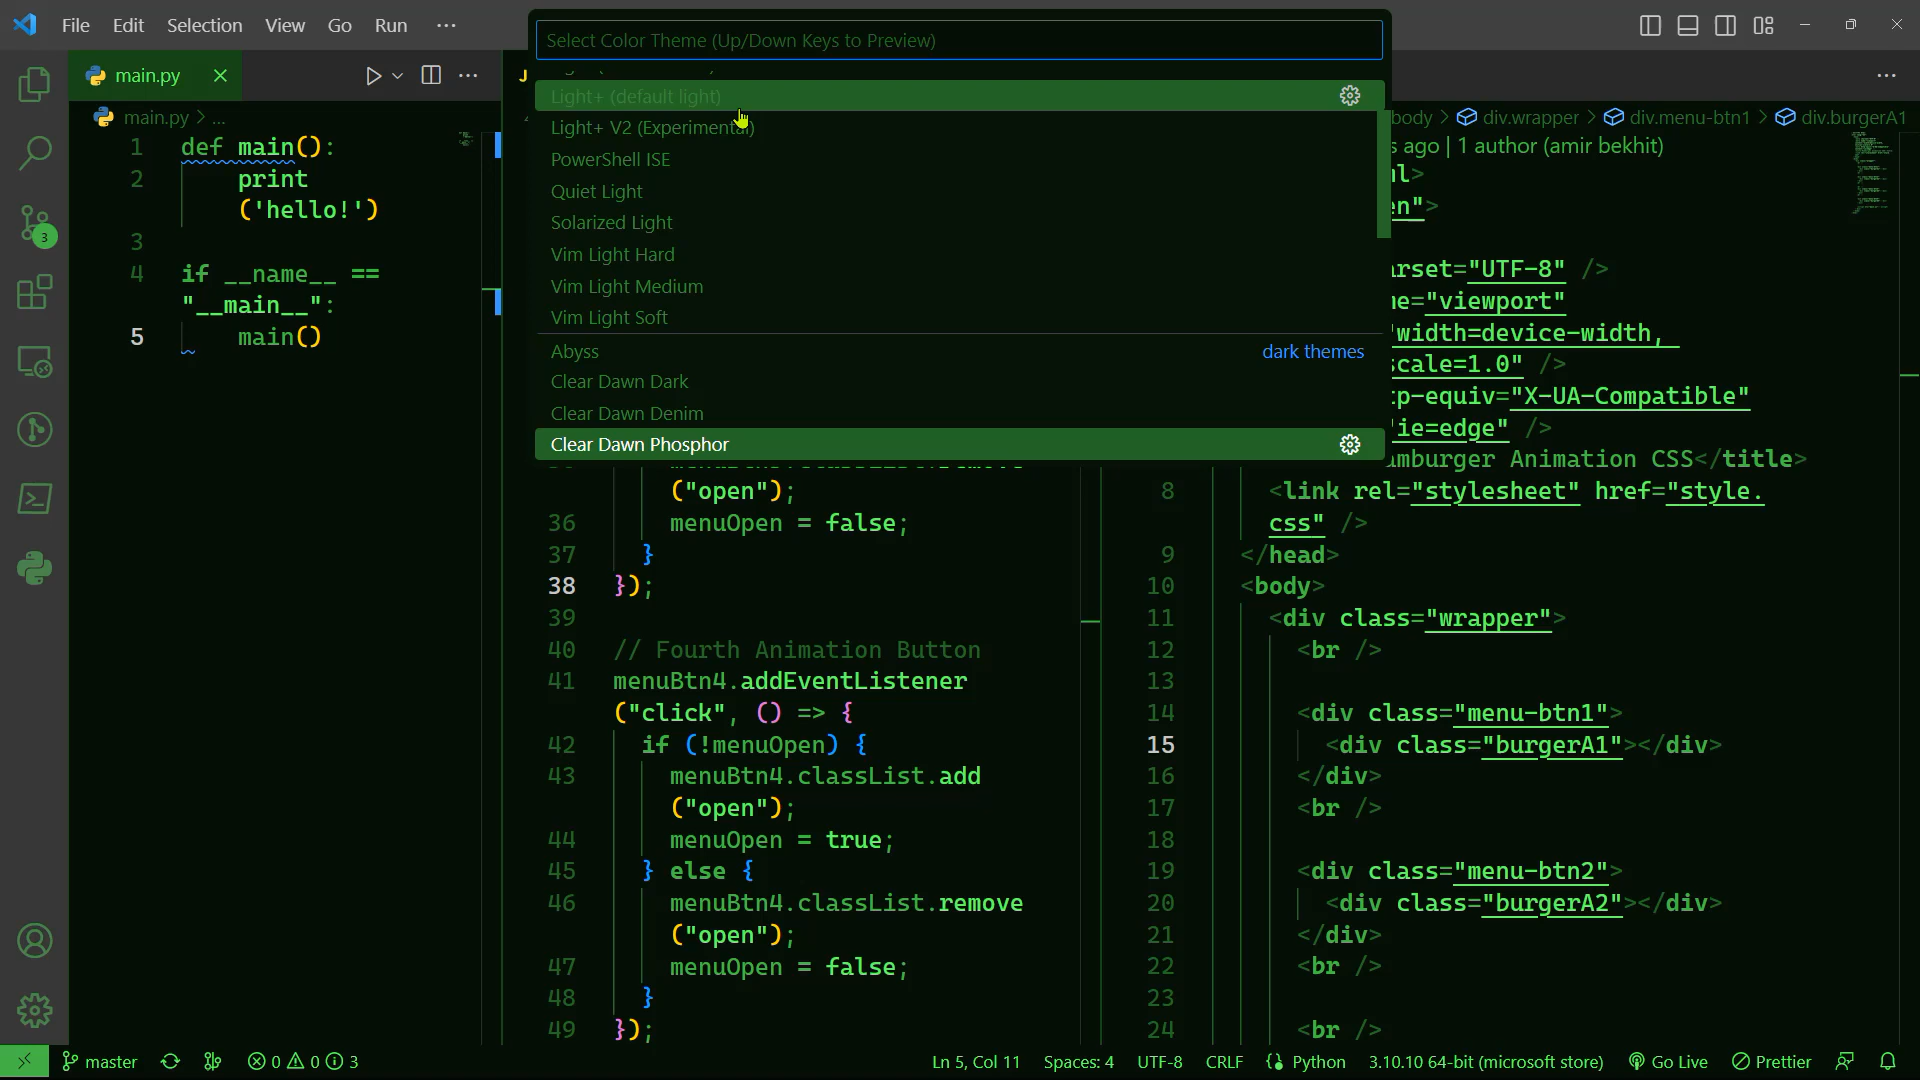 File Edit Selection View Go Run ···
Select Color Theme (Up/Down Keys to Preview)
Light+ (default light)
Light+ V2 (Experimental)
PowerShell ISE
Quiet Light
Solarized Light
Vim Light Hard
Vim Light Medium
Vim Light Soft
Abyss dark themes
Clear Dawn Dark
Clear Dawn Denim
Clear Dawn Phosphor
main.py
main.py > ...
1 def main():
2 print
('hello!')
3
4 if __name__ ==
"__main__":
5 main()
("open");
36 menuOpen = false;
37 }
38 });
39
40 // Fourth Animation Button
41 menuBtn4.addEventListener
("click", () => {
42 if (!menuOpen) {
43 menuBtn4.classList.add
("open");
44 menuOpen = true;
45 } else {
46 menuBtn4.classList.remove
("open");
47 menuOpen = false;
48 }
49 });
body > div.wrapper > div.menu-btn1 > div.burgerA1
ago | 1 author (amir bekhit)
"UTF-8" />
"viewport"
width=device-width,
scale=1.0" />
"X-UA-Compatible"
"ie=edge" />
Animation CSS</title>
8 <link rel="stylesheet" href="style.
css" />
9 </head>
10 <body>
11 <div class="wrapper">
12 <br />
13
14 <div class="menu-btn1">
15 <div class="burgerA1"></div>
16 </div>
17 <br />
18
19 <div class="menu-btn2">
20 <div class="burgerA2"></div>
21 </div>
22 <br />
23
24 <br />
3
master 0 0 3
Ln 5, Col 11 Spaces: 4 UTF-8 CRLF Python 3.10.10 64-bit (microsoft store) Go Live Prettier